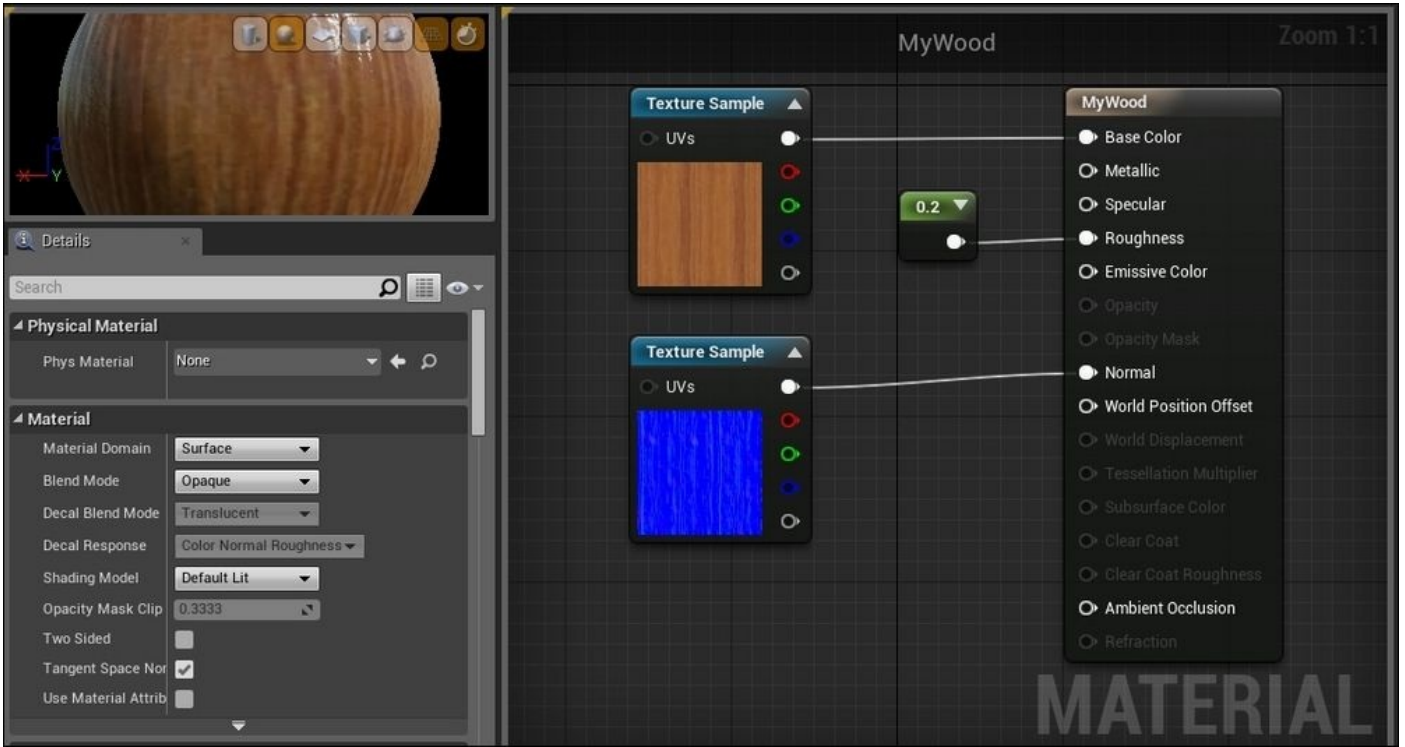 MyWood
Zoom 1:1
X
Z
Y
Texture Sample
UVs
0.2
Texture Sample
UVs
MyWood
Base Color
Metallic
Specular
Roughness
Emissive Color
Opacity
Opacity Mask
Normal
World Position Offset
World Displacement
Tessellation Multiplier
Subsurface Color
Clear Coat
Clear Coat Roughness
Ambient Occlusion
Refraction
MATERIAL
Details
Search
Physical Material
Phys Material None
Material
Material Domain Surface
Blend Mode Opaque
Decal Blend Mode Translucent
Decal Response Color Normal Roughness
Shading Model Default Lit
Opacity Mask Clip 0.3333
Two Sided
Tangent Space Nor
Use Material Attrib